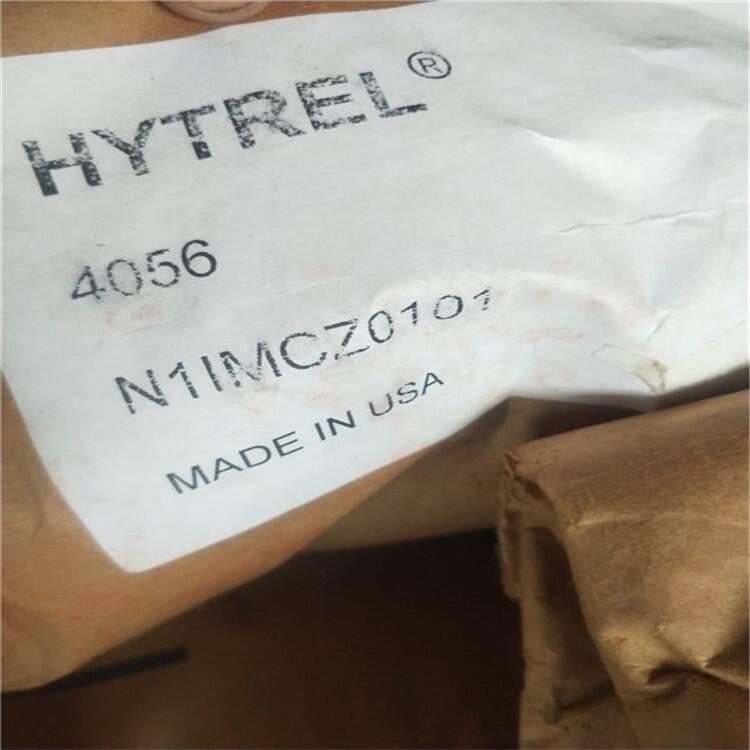 HYTREL®
4056
N1IMCZ0101
MADE IN USA